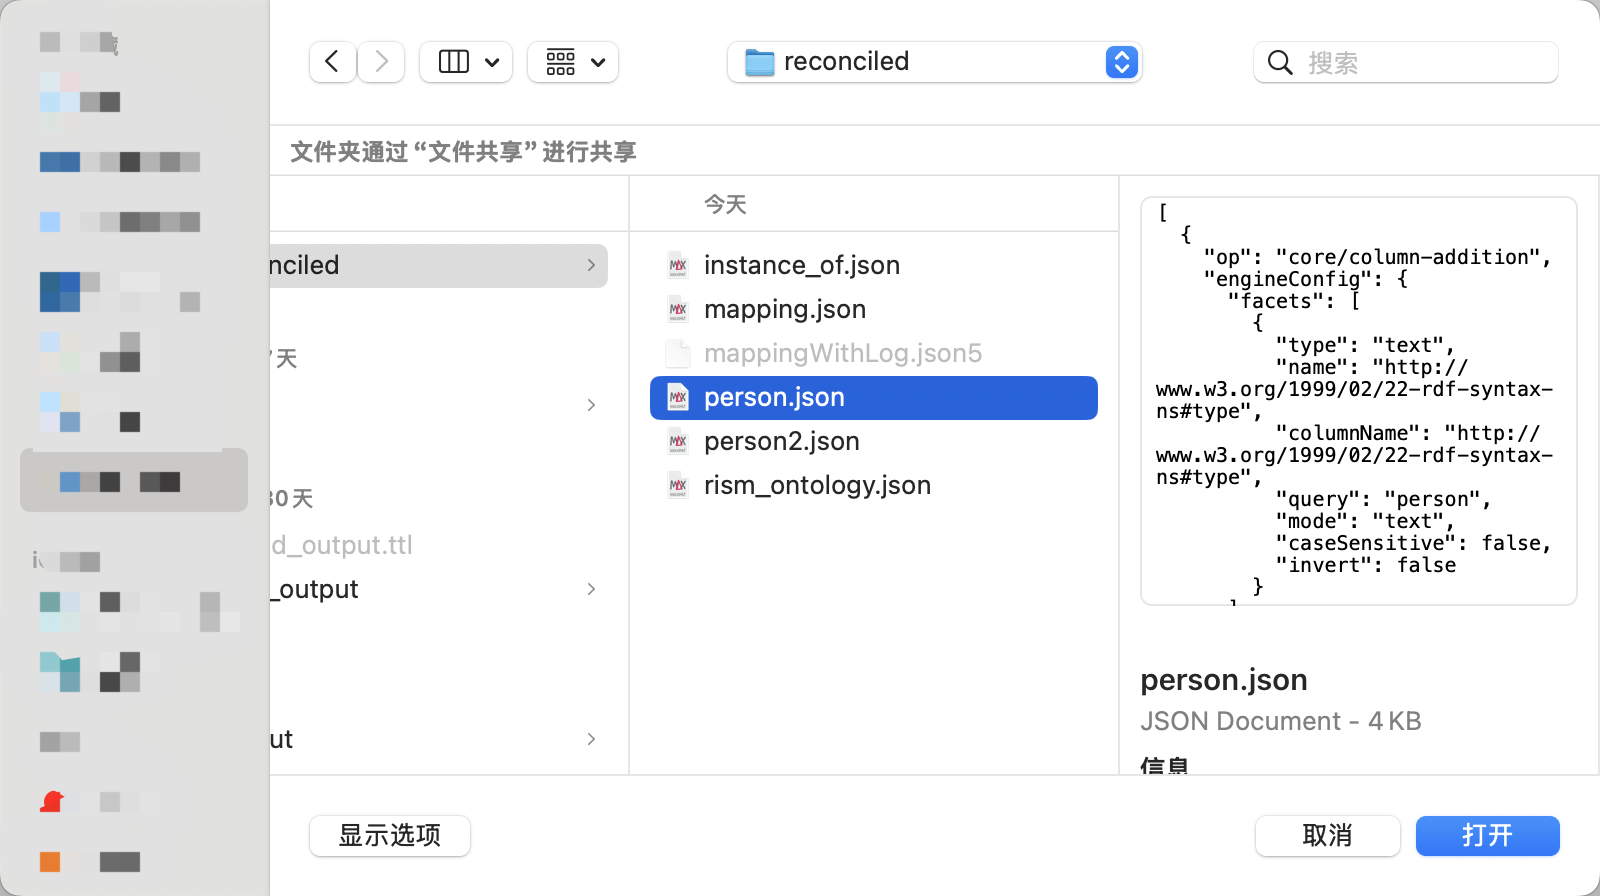 reconciled
搜索
文件夹通过“文件共享”进行共享
今天
nciled
instance_of.json
mapping.json
天
mappingWithLog.json5
person.json
person2.json
rism_ontology.json
30天
d_output.ttl
_output
ut
[
{
"op": "core/column-addition",
"engineConfig": {
"facets": [
{
"type": "text",
"name": "http://
www.w3.org/1999/02/22-rdf-syntax-
ns#type",
"columnName": "http://
www.w3.org/1999/02/22-rdf-syntax-
ns#type",
"query": "person",
"mode": "text",
"caseSensitive": false,
"invert": false
}
person.json
JSON Document - 4 KB
信息
显示选项
取消
打开